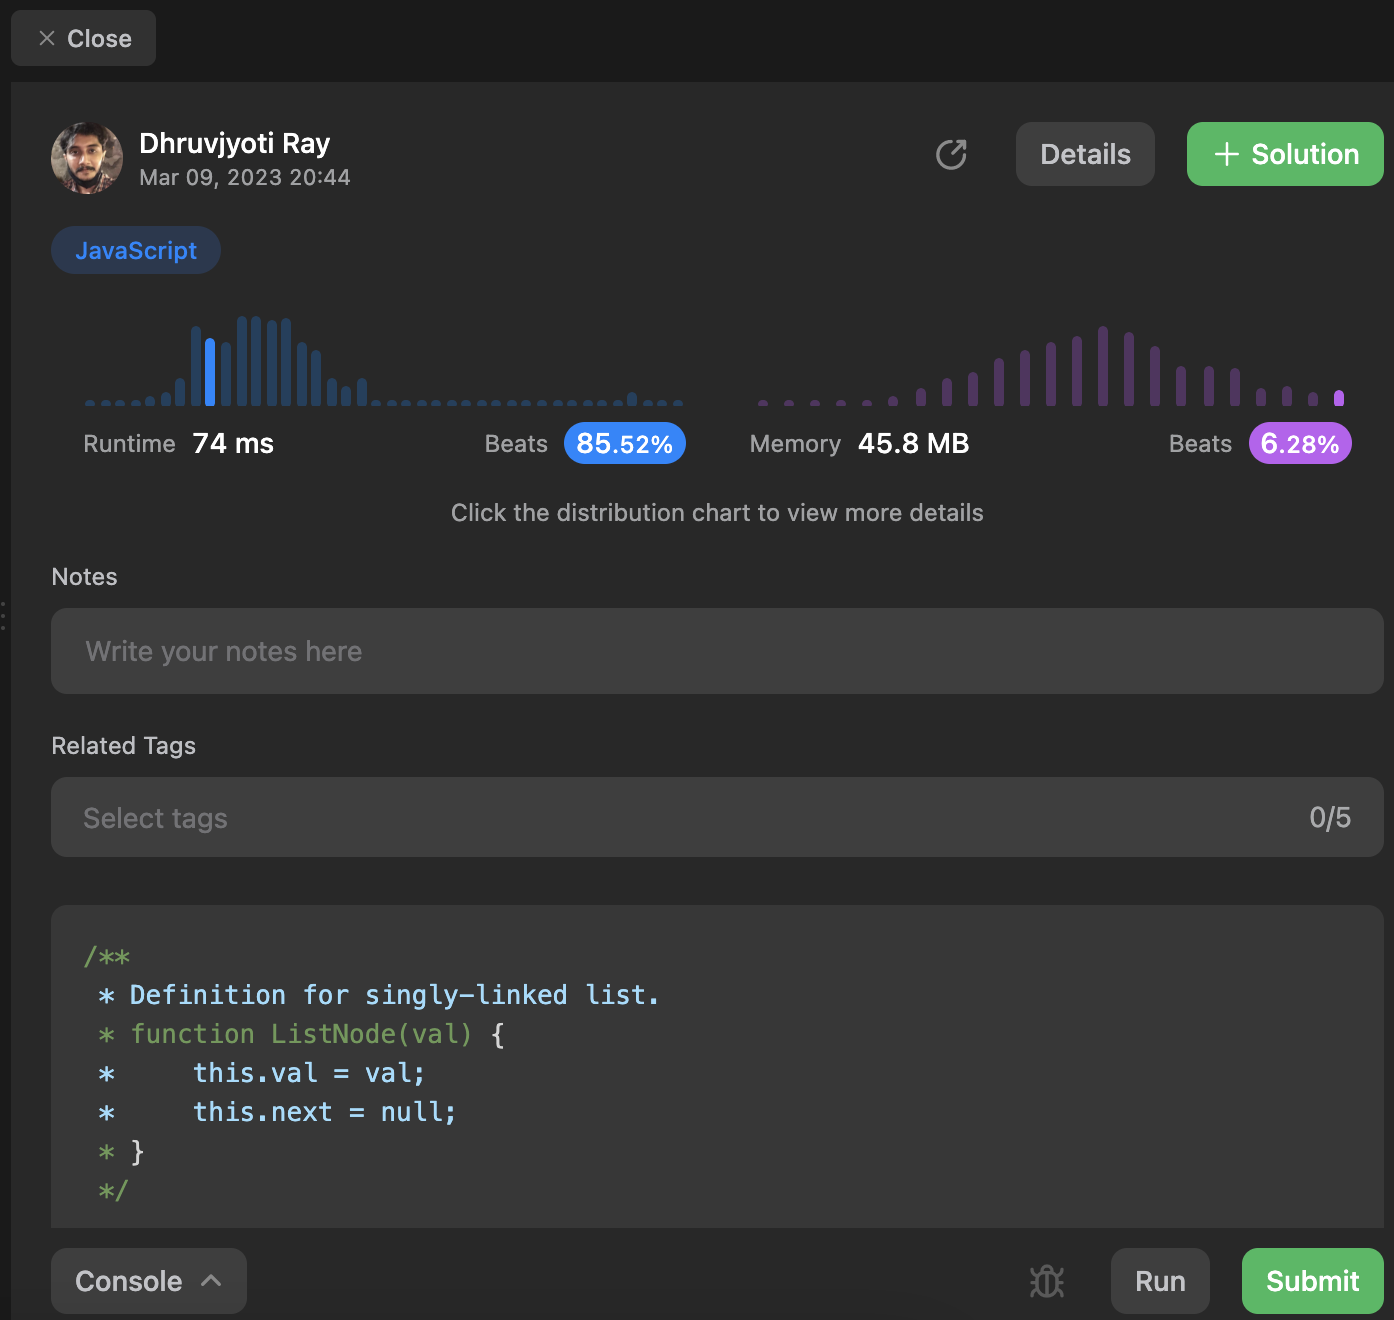 Close
Dhruvjyoti Ray
Mar 09, 2023 20:44
Details
+ Solution
JavaScript
Runtime 74 ms Beats 85.52%
Memory 45.8 MB Beats 6.28%
Click the distribution chart to view more details
Notes
Write your notes here
Related Tags
Select tags 0/5
/**
 * Definition for singly-linked list.
 * function ListNode(val) {
 *     this.val = val;
 *     this.next = null;
 * }
 */
Console
Run
Submit